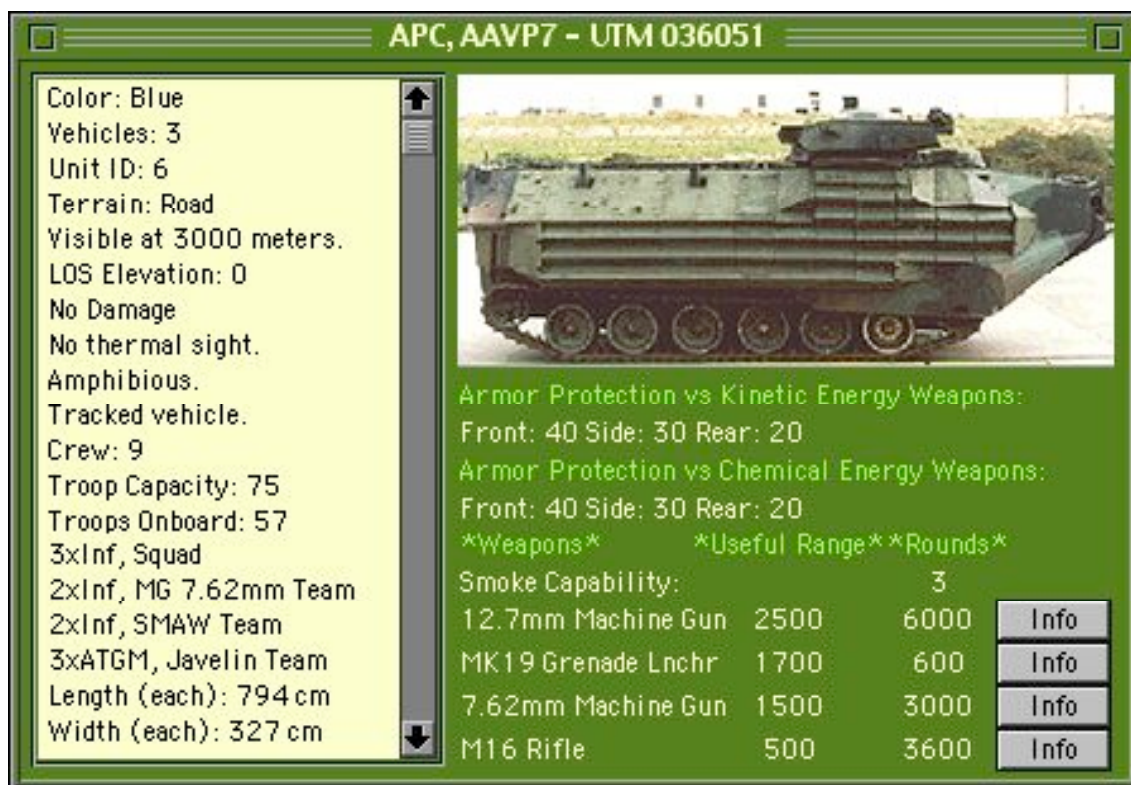 APC, AAVP7 - UTM 036051
Color: Blue
Vehicles: 3
Unit ID: 6
Terrain: Road
Visible at 3000 meters.
LOS Elevation: 0
No Damage
No thermal sight.
Amphibious.
Tracked vehicle.
Crew: 9
Troop Capacity: 75
Troops Onboard: 57
3xInf, Squad
2xInf, MG 7.62mm Team
2xInf, SMAW Team
3xATGM, Javelin Team
Length (each): 794 cm
Width (each): 327 cm
Armor Protection vs Kinetic Energy Weapons:
Front: 40 Side: 30 Rear: 20
Armor Protection vs Chemical Energy Weapons:
Front: 40 Side: 30 Rear: 20
*Weapons* *Useful Range**Rounds*
Smoke Capability: 3
12.7mm Machine Gun 2500 6000 Info
MK19 Grenade Lnchr 1700 600 Info
7.62mm Machine Gun 1500 3000 Info
M16 Rifle 500 3600 Info